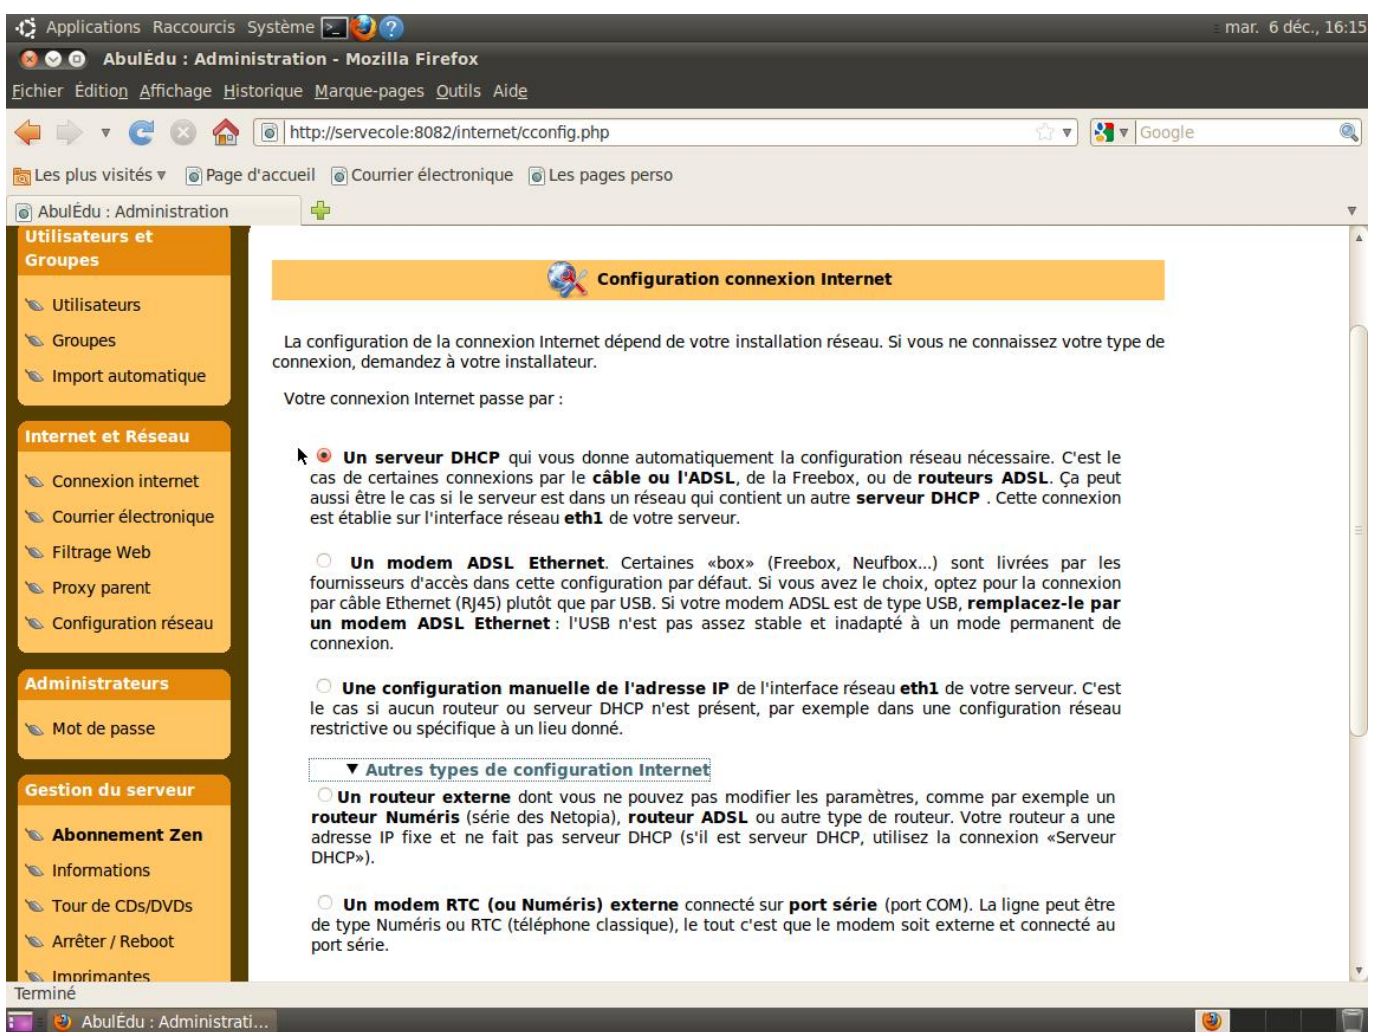 Applications Raccourcis Système mar. 6 déc., 16:15
AbulÉdu : Administration - Mozilla Firefox
Fichier Édition Affichage Historique Marque-pages Outils Aide
http://servecole:8082/internet/cconfig.php Google
Les plus visités Page d'accueil Courrier électronique Les pages perso
AbulÉdu : Administration
Utilisateurs et
Groupes
Utilisateurs
Groupes
Import automatique
Internet et Réseau
Connexion internet
Courrier électronique
Filtrage Web
Proxy parent
Configuration réseau
Administrateurs
Mot de passe
Gestion du serveur
Abonnement Zen
Informations
Tour de CDs/DVDs
Arrêter / Reboot
Imprimantes
Configuration connexion Internet
La configuration de la connexion Internet dépend de votre installation réseau. Si vous ne connaissez votre type de
connexion, demandez à votre installateur.
Votre connexion Internet passe par :
Un serveur DHCP qui vous donne automatiquement la configuration réseau nécessaire. C'est le
cas de certaines connexions par le câble ou l'ADSL, de la Freebox, ou de routeurs ADSL. Ça peut
aussi être le cas si le serveur est dans un réseau qui contient un autre serveur DHCP . Cette connexion
est établie sur l'interface réseau eth1 de votre serveur.
Un modem ADSL Ethernet. Certaines «box» (Freebox, Neufbox...) sont livrées par les
fournisseurs d'accès dans cette configuration par défaut. Si vous avez le choix, optez pour la connexion
par câble Ethernet (RJ45) plutôt que par USB. Si votre modem ADSL est de type USB, remplacez-le par
un modem ADSL Ethernet : l'USB n'est pas assez stable et inadapté à un mode permanent de
connexion.
Une configuration manuelle de l'adresse IP de l'interface réseau eth1 de votre serveur. C'est
le cas si aucun routeur ou serveur DHCP n'est présent, par exemple dans une configuration réseau
restrictive ou spécifique à un lieu donné.
▼ Autres types de configuration Internet
Un routeur externe dont vous ne pouvez pas modifier les paramètres, comme par exemple un
routeur Numéris (série des Netopia), routeur ADSL ou autre type de routeur. Votre routeur a une
adresse IP fixe et ne fait pas serveur DHCP (s'il est serveur DHCP, utilisez la connexion «Serveur
DHCP»).
Un modem RTC (ou Numéris) externe connecté sur port série (port COM). La ligne peut être
de type Numéris ou RTC (téléphone classique), le tout c'est que le modem soit externe et connecté au
port série.
Terminé
AbulÉdu : Administrati...